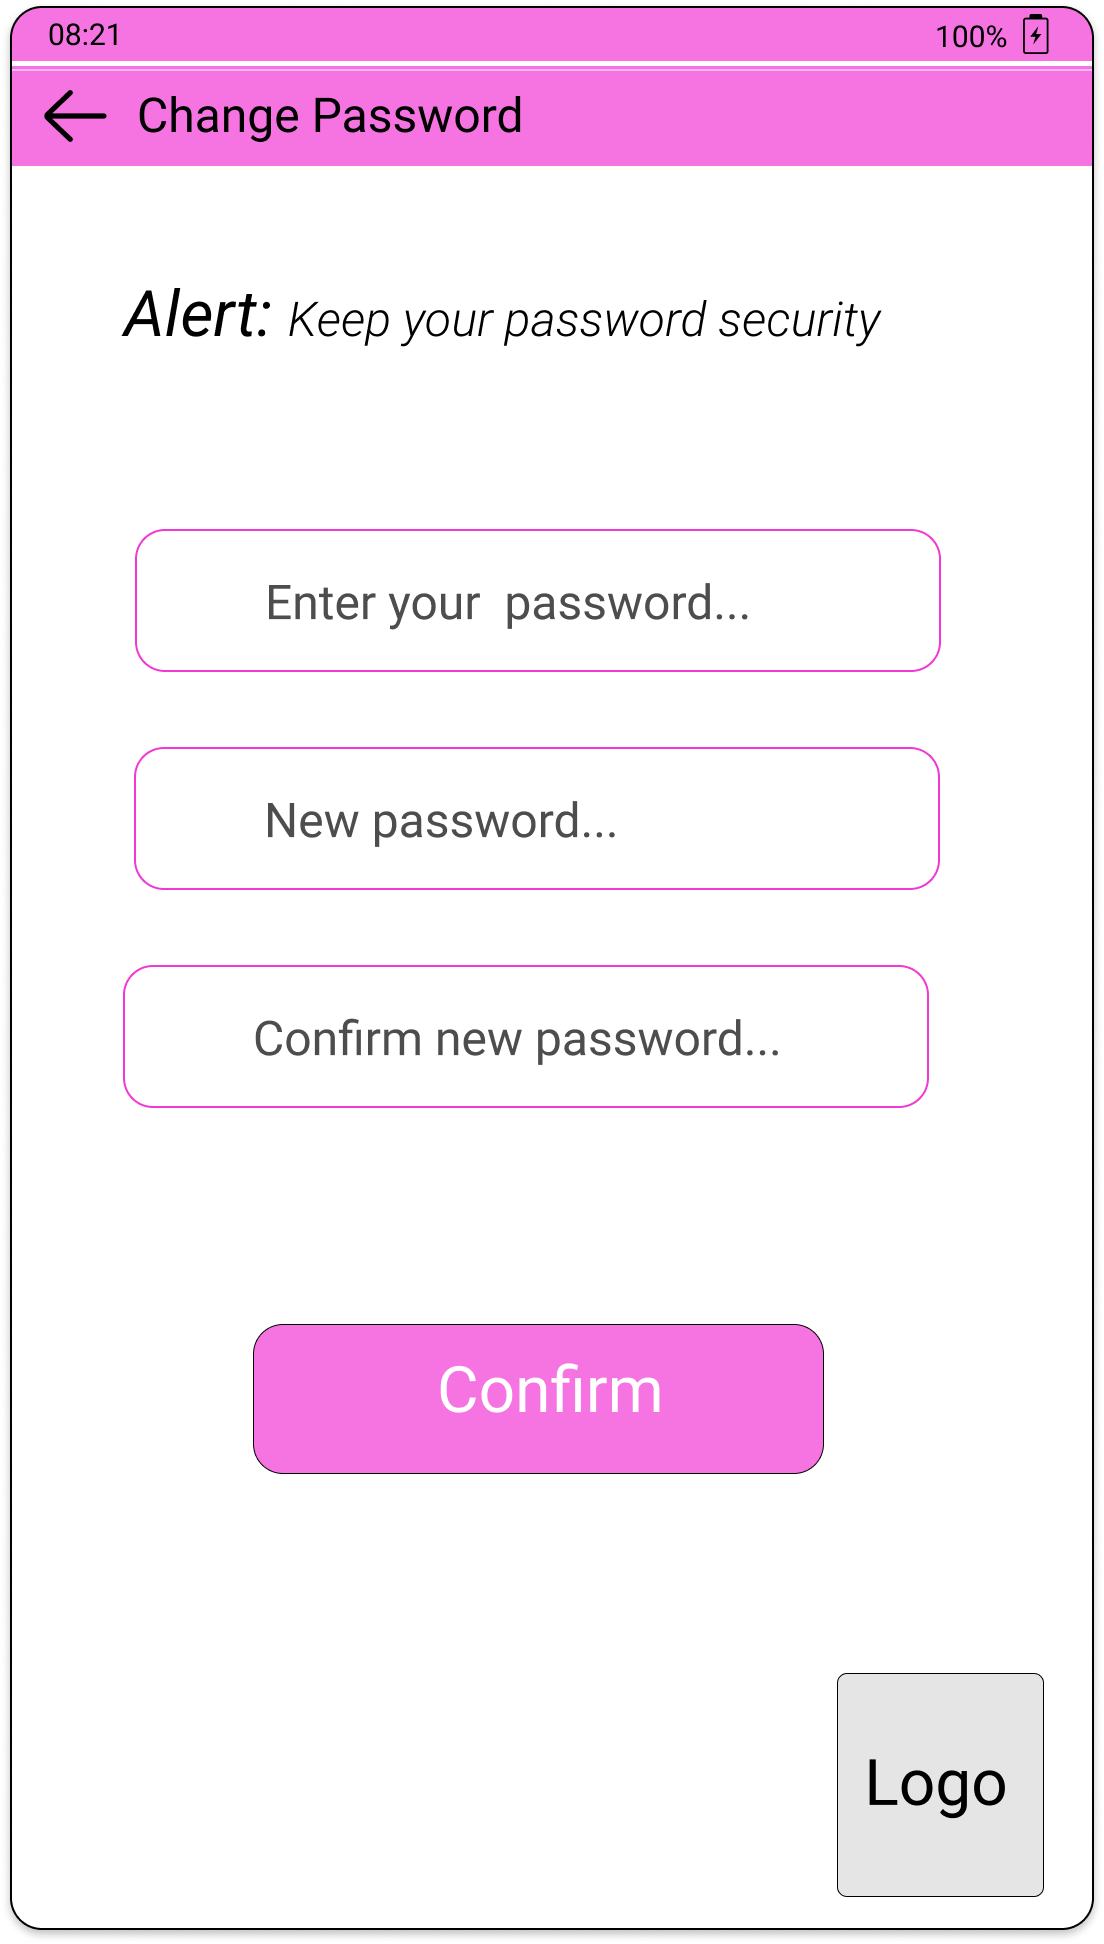 08:21 100%
Change Password
Alert: Keep your password security
Enter your  password...
New password...
Confirm new password...
Confirm
Logo